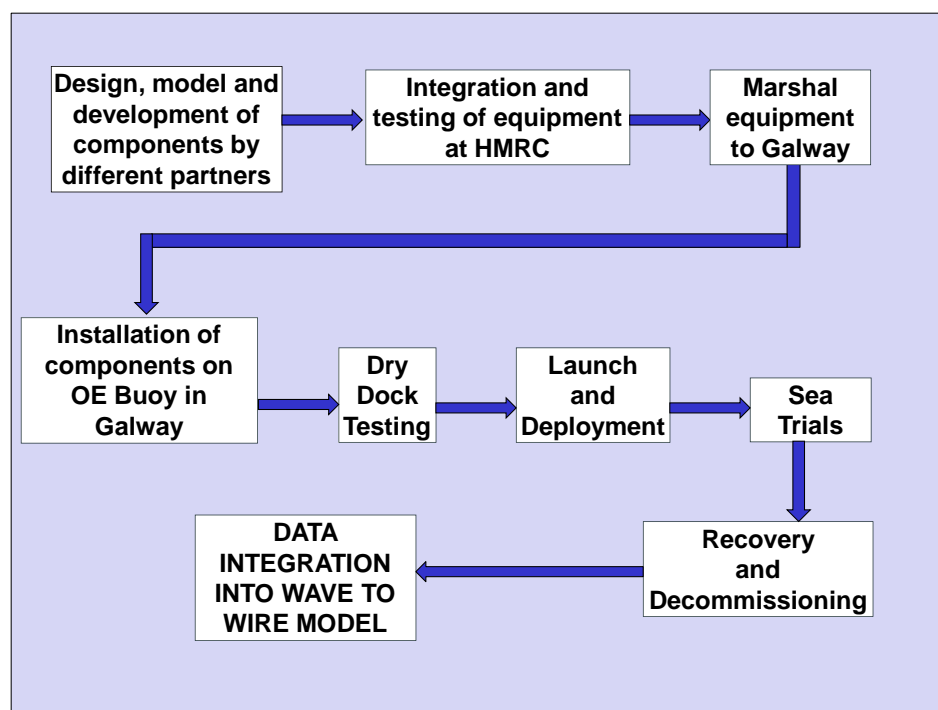 Design, model and
development of
components by
different partners
Integration and
testing of equipment
at HMRC
Marshal
equipment
to Galway
Installation of
components on
OE Buoy in
Galway
Dry
Dock
Testing
Launch
and
Deployment
Sea
Trials
Recovery
and
Decommissioning
DATA
INTEGRATION
INTO WAVE TO
WIRE MODEL